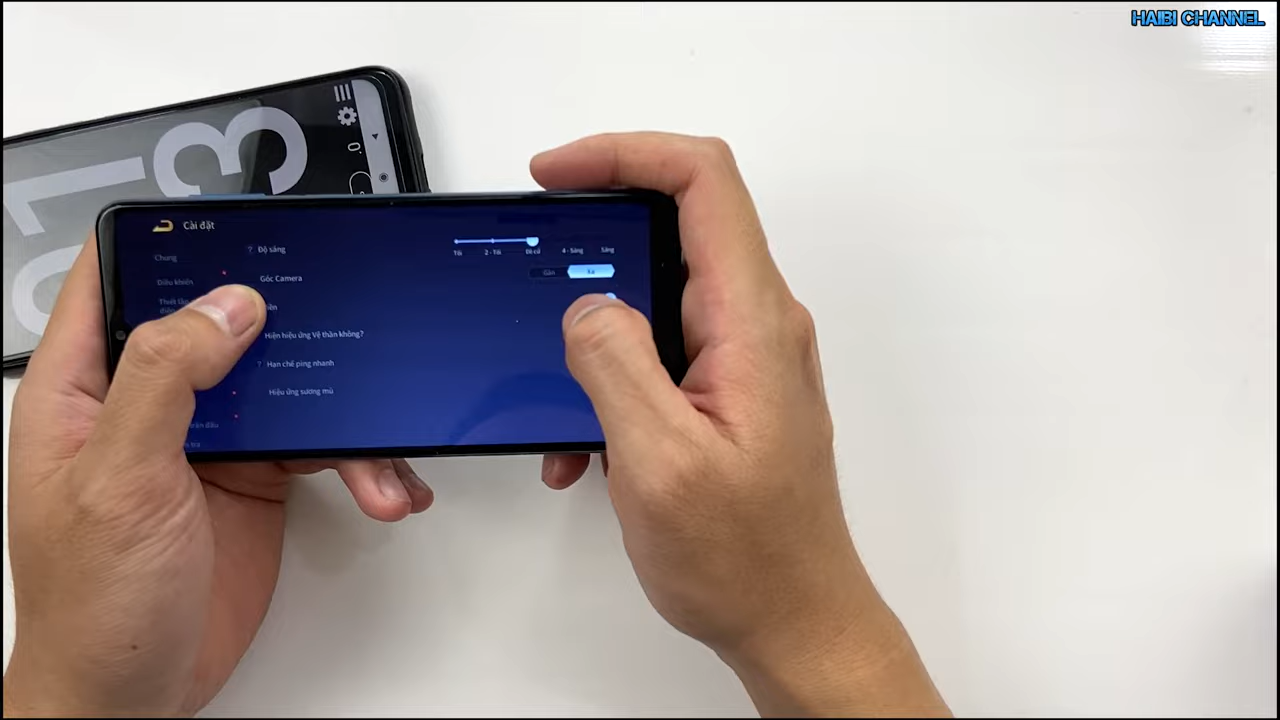 HAIBI CHANNEL
Cài đặt
Chung
Độ sáng
Tối
2 - Tối
4 - Sáng
Sáng
Điều khiển
Góc Camera
Gần
Xa
Hiện hiệu ứng Vệ thần không?
Hạn chế ping nhanh
Hiệu ứng sương mù